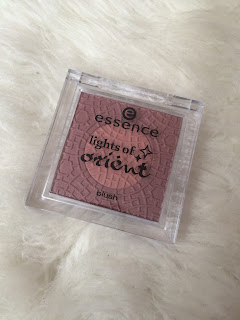 essence
lights of
orient
blush